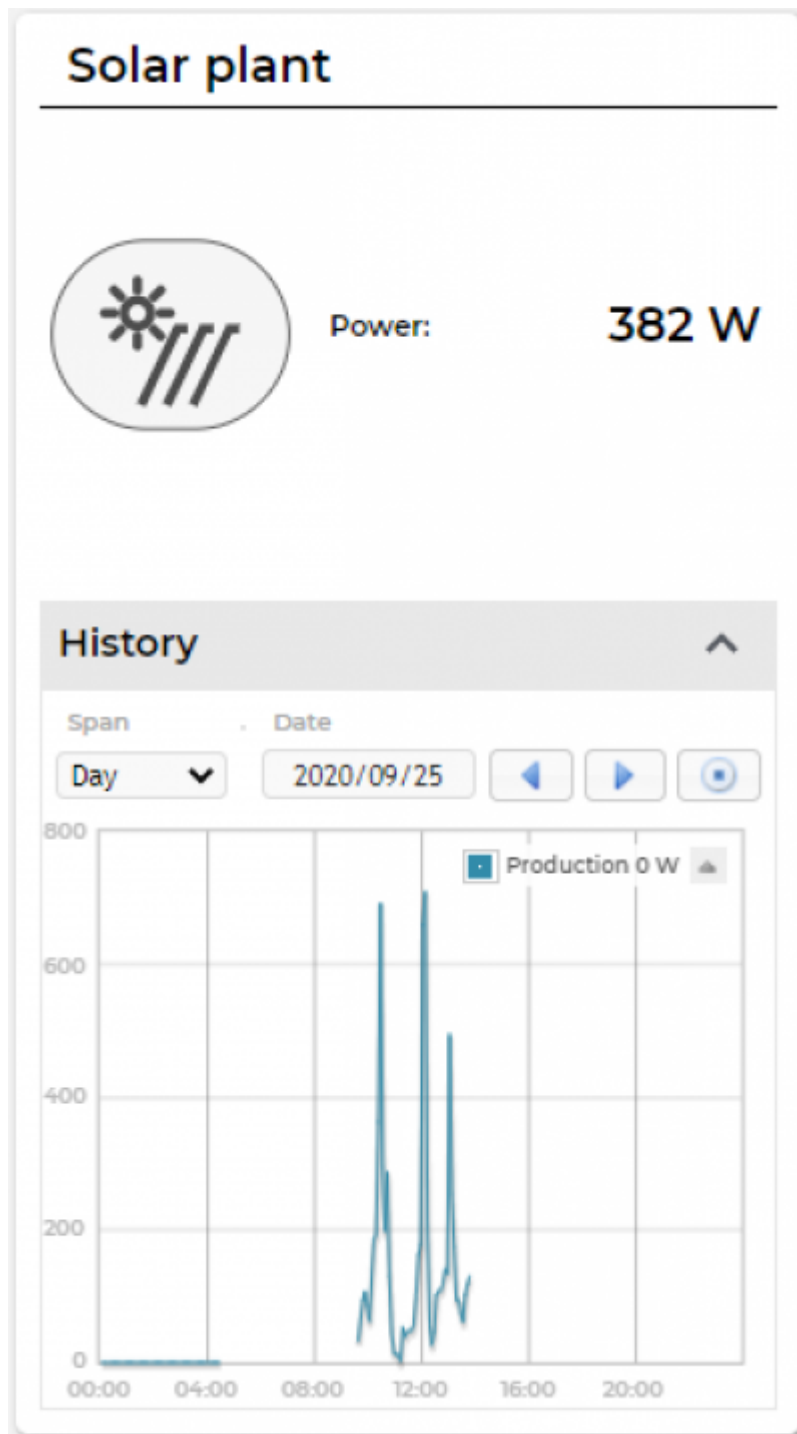 Solar plant
Power: 382 W
History
Span . Date
Day 2020/09/25
Production 0 W
800
600
400
200
0
00:00 04:00 08:00 12:00 16:00 20:00